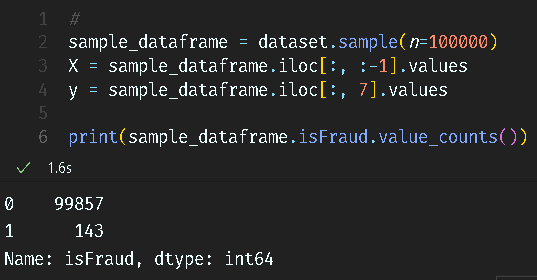 1 #
2 sample_dataframe = dataset.sample(n=100000)
3 X = sample_dataframe.iloc[:, :-1].values
4 y = sample_dataframe.iloc[:, 7].values
5
6 print(sample_dataframe.isFraud.value_counts())
✓ 1.6s
0 99857
1 143
Name: isFraud, dtype: int64